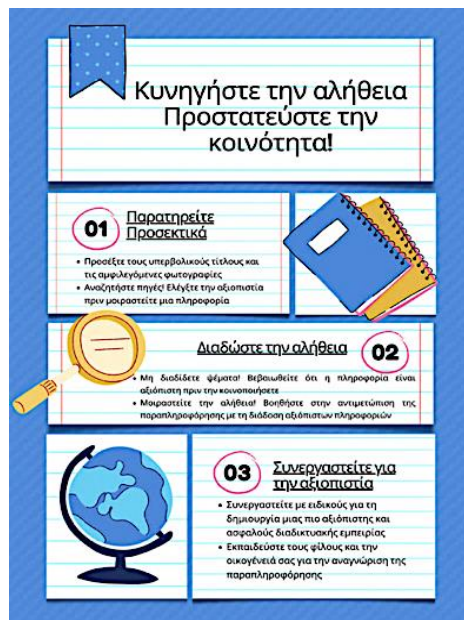 Κυνηγήστε την αλήθεια
Προστατεύστε την
κοινότητα!
01
Παρατηρείτε
Προσεκτικά
• Προσέξτε τους υπερβολικούς τίτλους και
τις αμφιλεγόμενες φωτογραφίες
• Αναζητήστε πηγές! Ελέγξτε την αξιοπιστία
πριν μοιραστείτε μια πληροφορία
Διαδώστε την αλήθεια
02
• Μη διαδίδετε ψέματα! Βεβαιωθείτε ότι η πληροφορία είναι
αξιόπιστη πριν την κοινοποιήσετε
• Μοιραστείτε την αλήθεια! Βοηθήστε στην αντιμετώπιση της
παραπληροφόρησης με τη διάδοση αξιόπιστων πληροφοριών
03
Συνεργαστείτε για
την αξιοπιστία
• Συνεργαστείτε με ειδικούς για τη
δημιουργία μιας πιο αξιόπιστης και
ασφαλούς διαδικτυακής εμπειρίας
• Εκπαιδεύστε τους φίλους και την
οικογένειά σας για την αναγνώριση της
παραπληροφόρησης